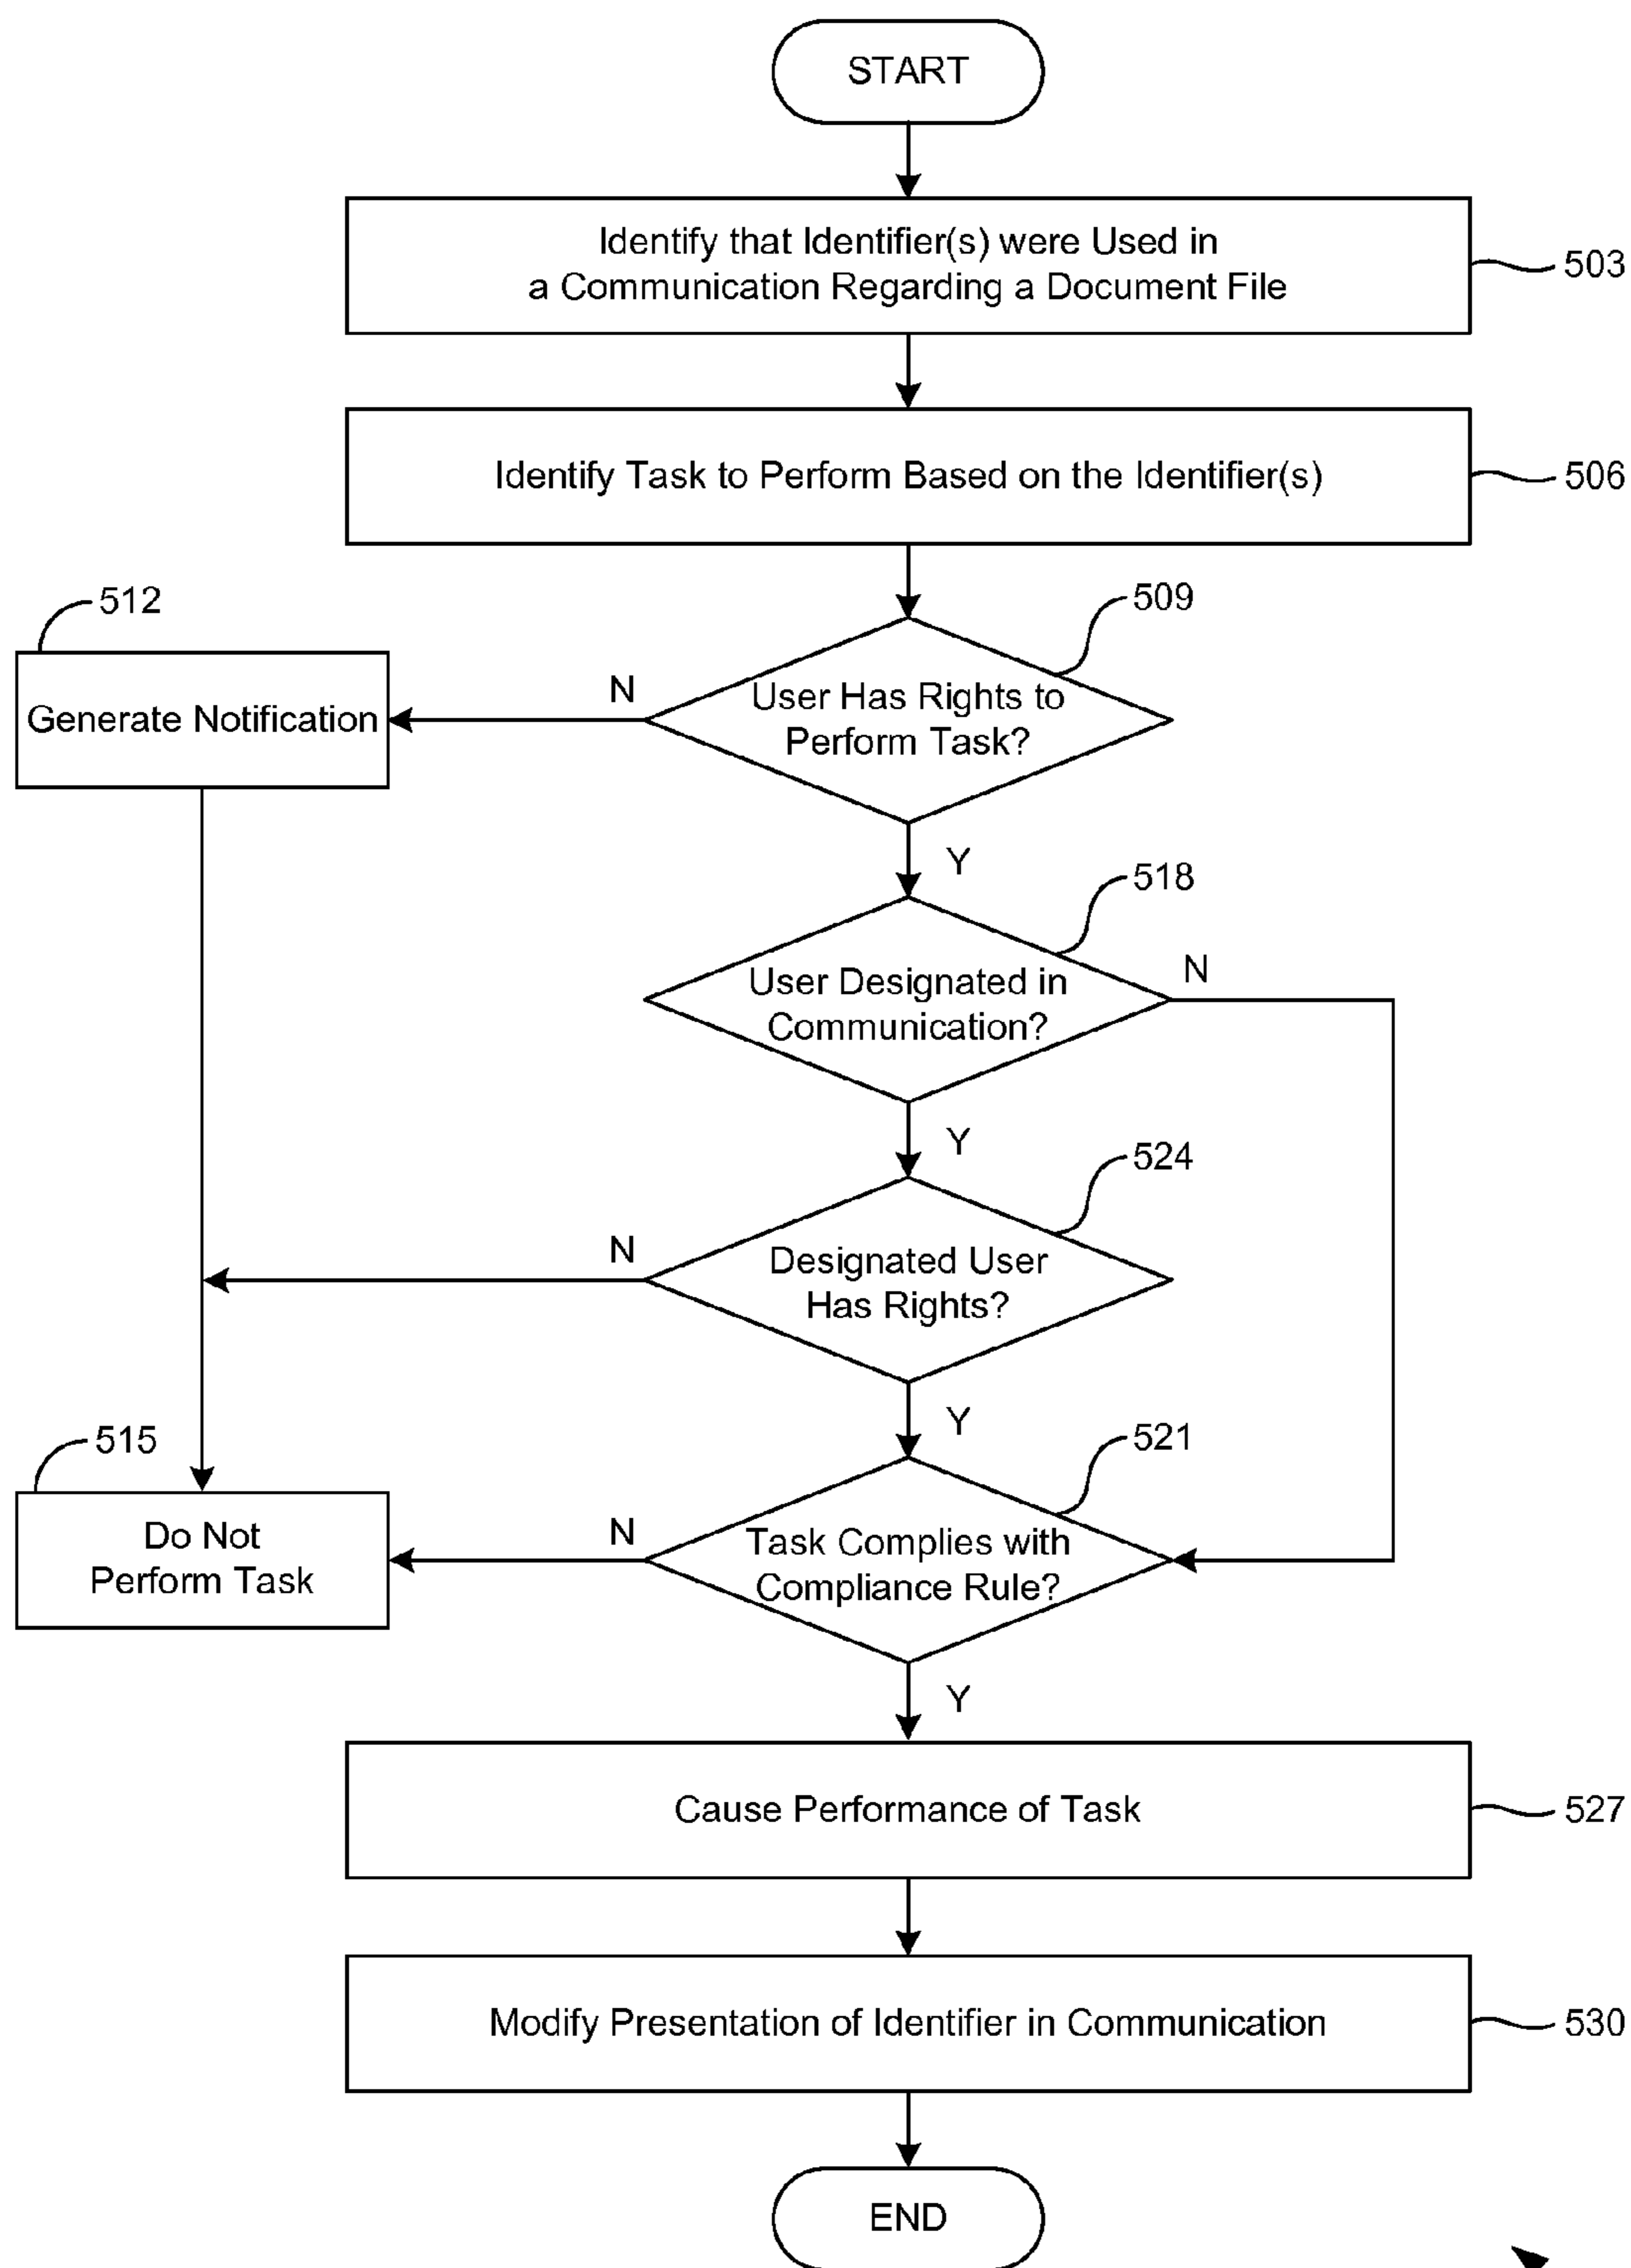 START
Identify that Identifier(s) were Used in
a Communication Regarding a Document File
503
Identify Task to Perform Based on the Identifier(s)
506
512
509
Generate Notification
N
User Has Rights to
Perform Task?
Y
518
User Designated in
Communication?
N
Y
524
N
Designated User
Has Rights?
Y
515
521
Do Not
Perform Task
N
Task Complies with
Compliance Rule?
Y
Cause Performance of Task
527
Modify Presentation of Identifier in Communication
530
END